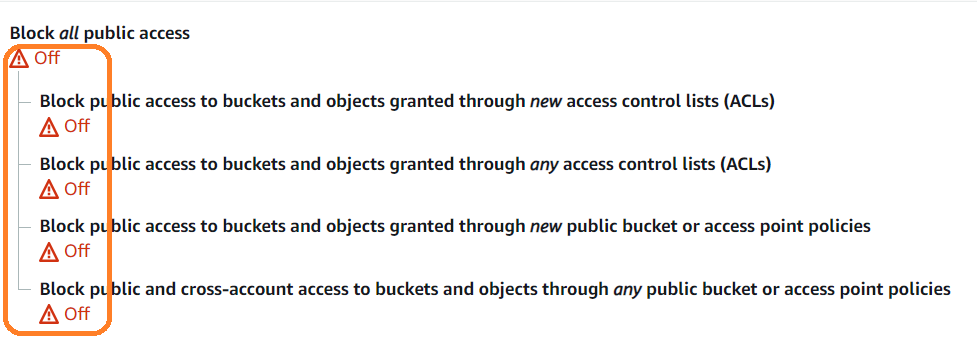 Block all public access
Off
Block public access to buckets and objects granted through new access control lists (ACLs)
Off
Block public access to buckets and objects granted through any access control lists (ACLs)
Off
Block public access to buckets and objects granted through new public bucket or access point policies
Off
Block public and cross-account access to buckets and objects through any public bucket or access point policies
Off